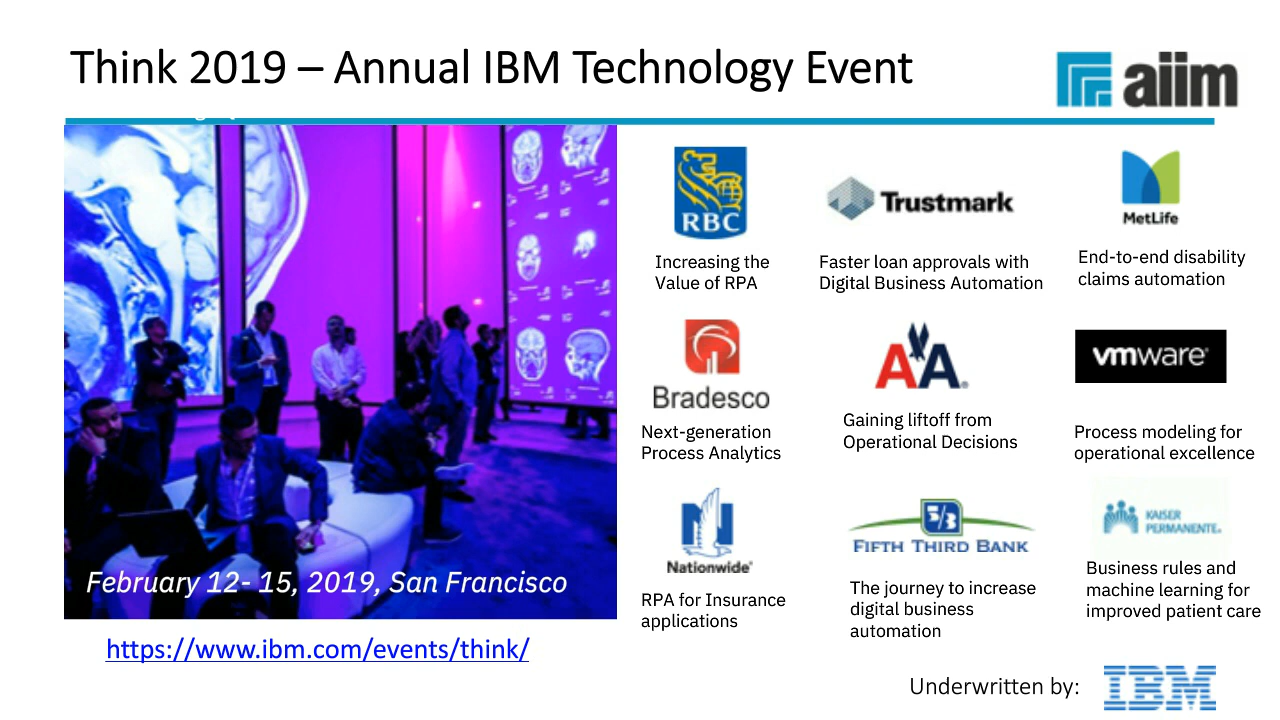 Think 2019 – Annual IBM Technology Event
aiim
RBC
Increasing the
Value of RPA
Trustmark
Faster loan approvals with
Digital Business Automation
MetLife
End-to-end disability
claims automation
Bradesco
Next-generation
Process Analytics
AA®
Gaining liftoff from
Operational Decisions
vmware®
Process modeling for
operational excellence
Nationwide®
RPA for Insurance
applications
5/3
FIFTH THIRD BANK
The journey to increase
digital business
automation
KAISER
PERMANENTE®
Business rules and
machine learning for
improved patient care
February 12- 15, 2019, San Francisco
https://www.ibm.com/events/think/
Underwritten by:
IBM